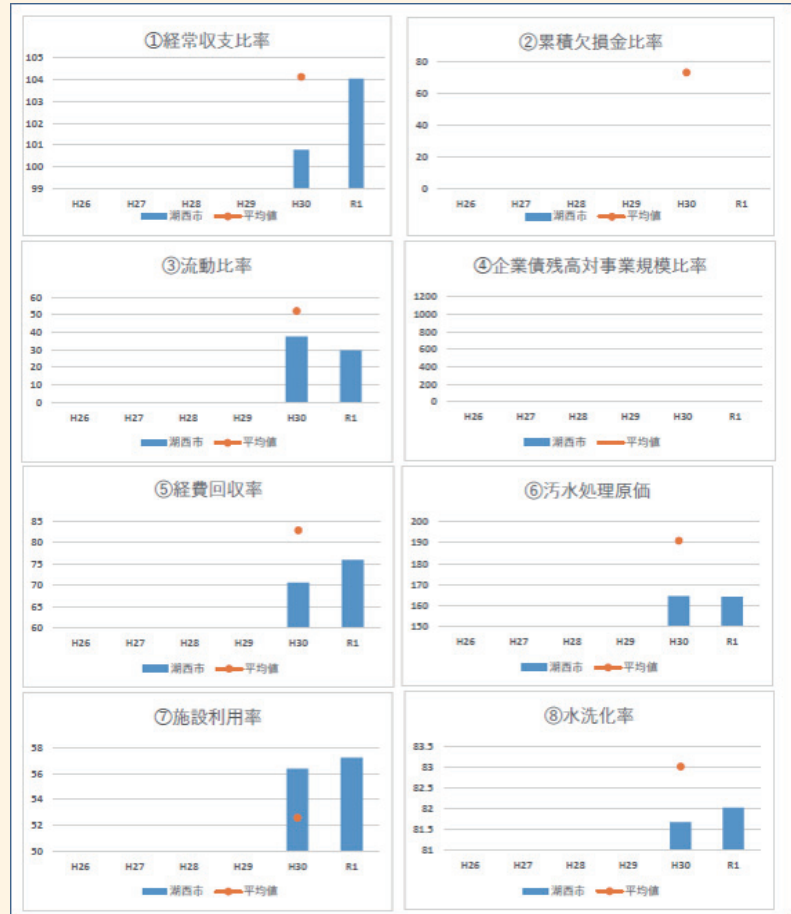 ①経常収支比率
105
104
103
102
101
100
99
H26 H27 H28 H29 H30 R1
湖西市 平均値
②累積欠損金比率
80
60
40
20
0
H26 H27 H28 H29 H30 R1
湖西市 平均値
③流動比率
60
50
40
30
20
10
0
H26 H27 H28 H29 H30 R1
湖西市 平均値
④企業債残高対事業規模比率
1200
1000
800
600
400
200
0
H26 H27 H28 H29 H30 R1
湖西市 平均値
⑤経費回収率
85
80
75
70
65
60
H26 H27 H28 H29 H30 R1
湖西市 平均値
⑥汚水処理原価
200
190
180
170
160
150
H26 H27 H28 H29 H30 R1
湖西市 平均値
⑦施設利用率
58
56
54
52
50
H26 H27 H28 H29 H30 R1
湖西市 平均値
⑧水洗化率
83.5
83
82.5
82
81.5
81
H26 H27 H28 H29 H30 R1
湖西市 平均値